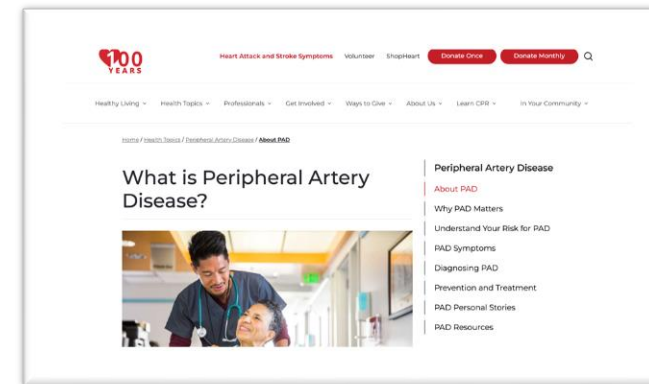 100
YEARS
Heart Attack and Stroke Symptoms Volunteer ShopHeart Donate Once Donate Monthly
Healthy Living Health Topics Professionals Get Involved Ways to Give About Us Learn CPR In Your Community
Home / Health Topics / Peripheral Artery Disease / About PAD
What is Peripheral Artery
Disease?
Peripheral Artery Disease
About PAD
Why PAD Matters
Understand Your Risk for PAD
PAD Symptoms
Diagnosing PAD
Prevention and Treatment
PAD Personal Stories
PAD Resources